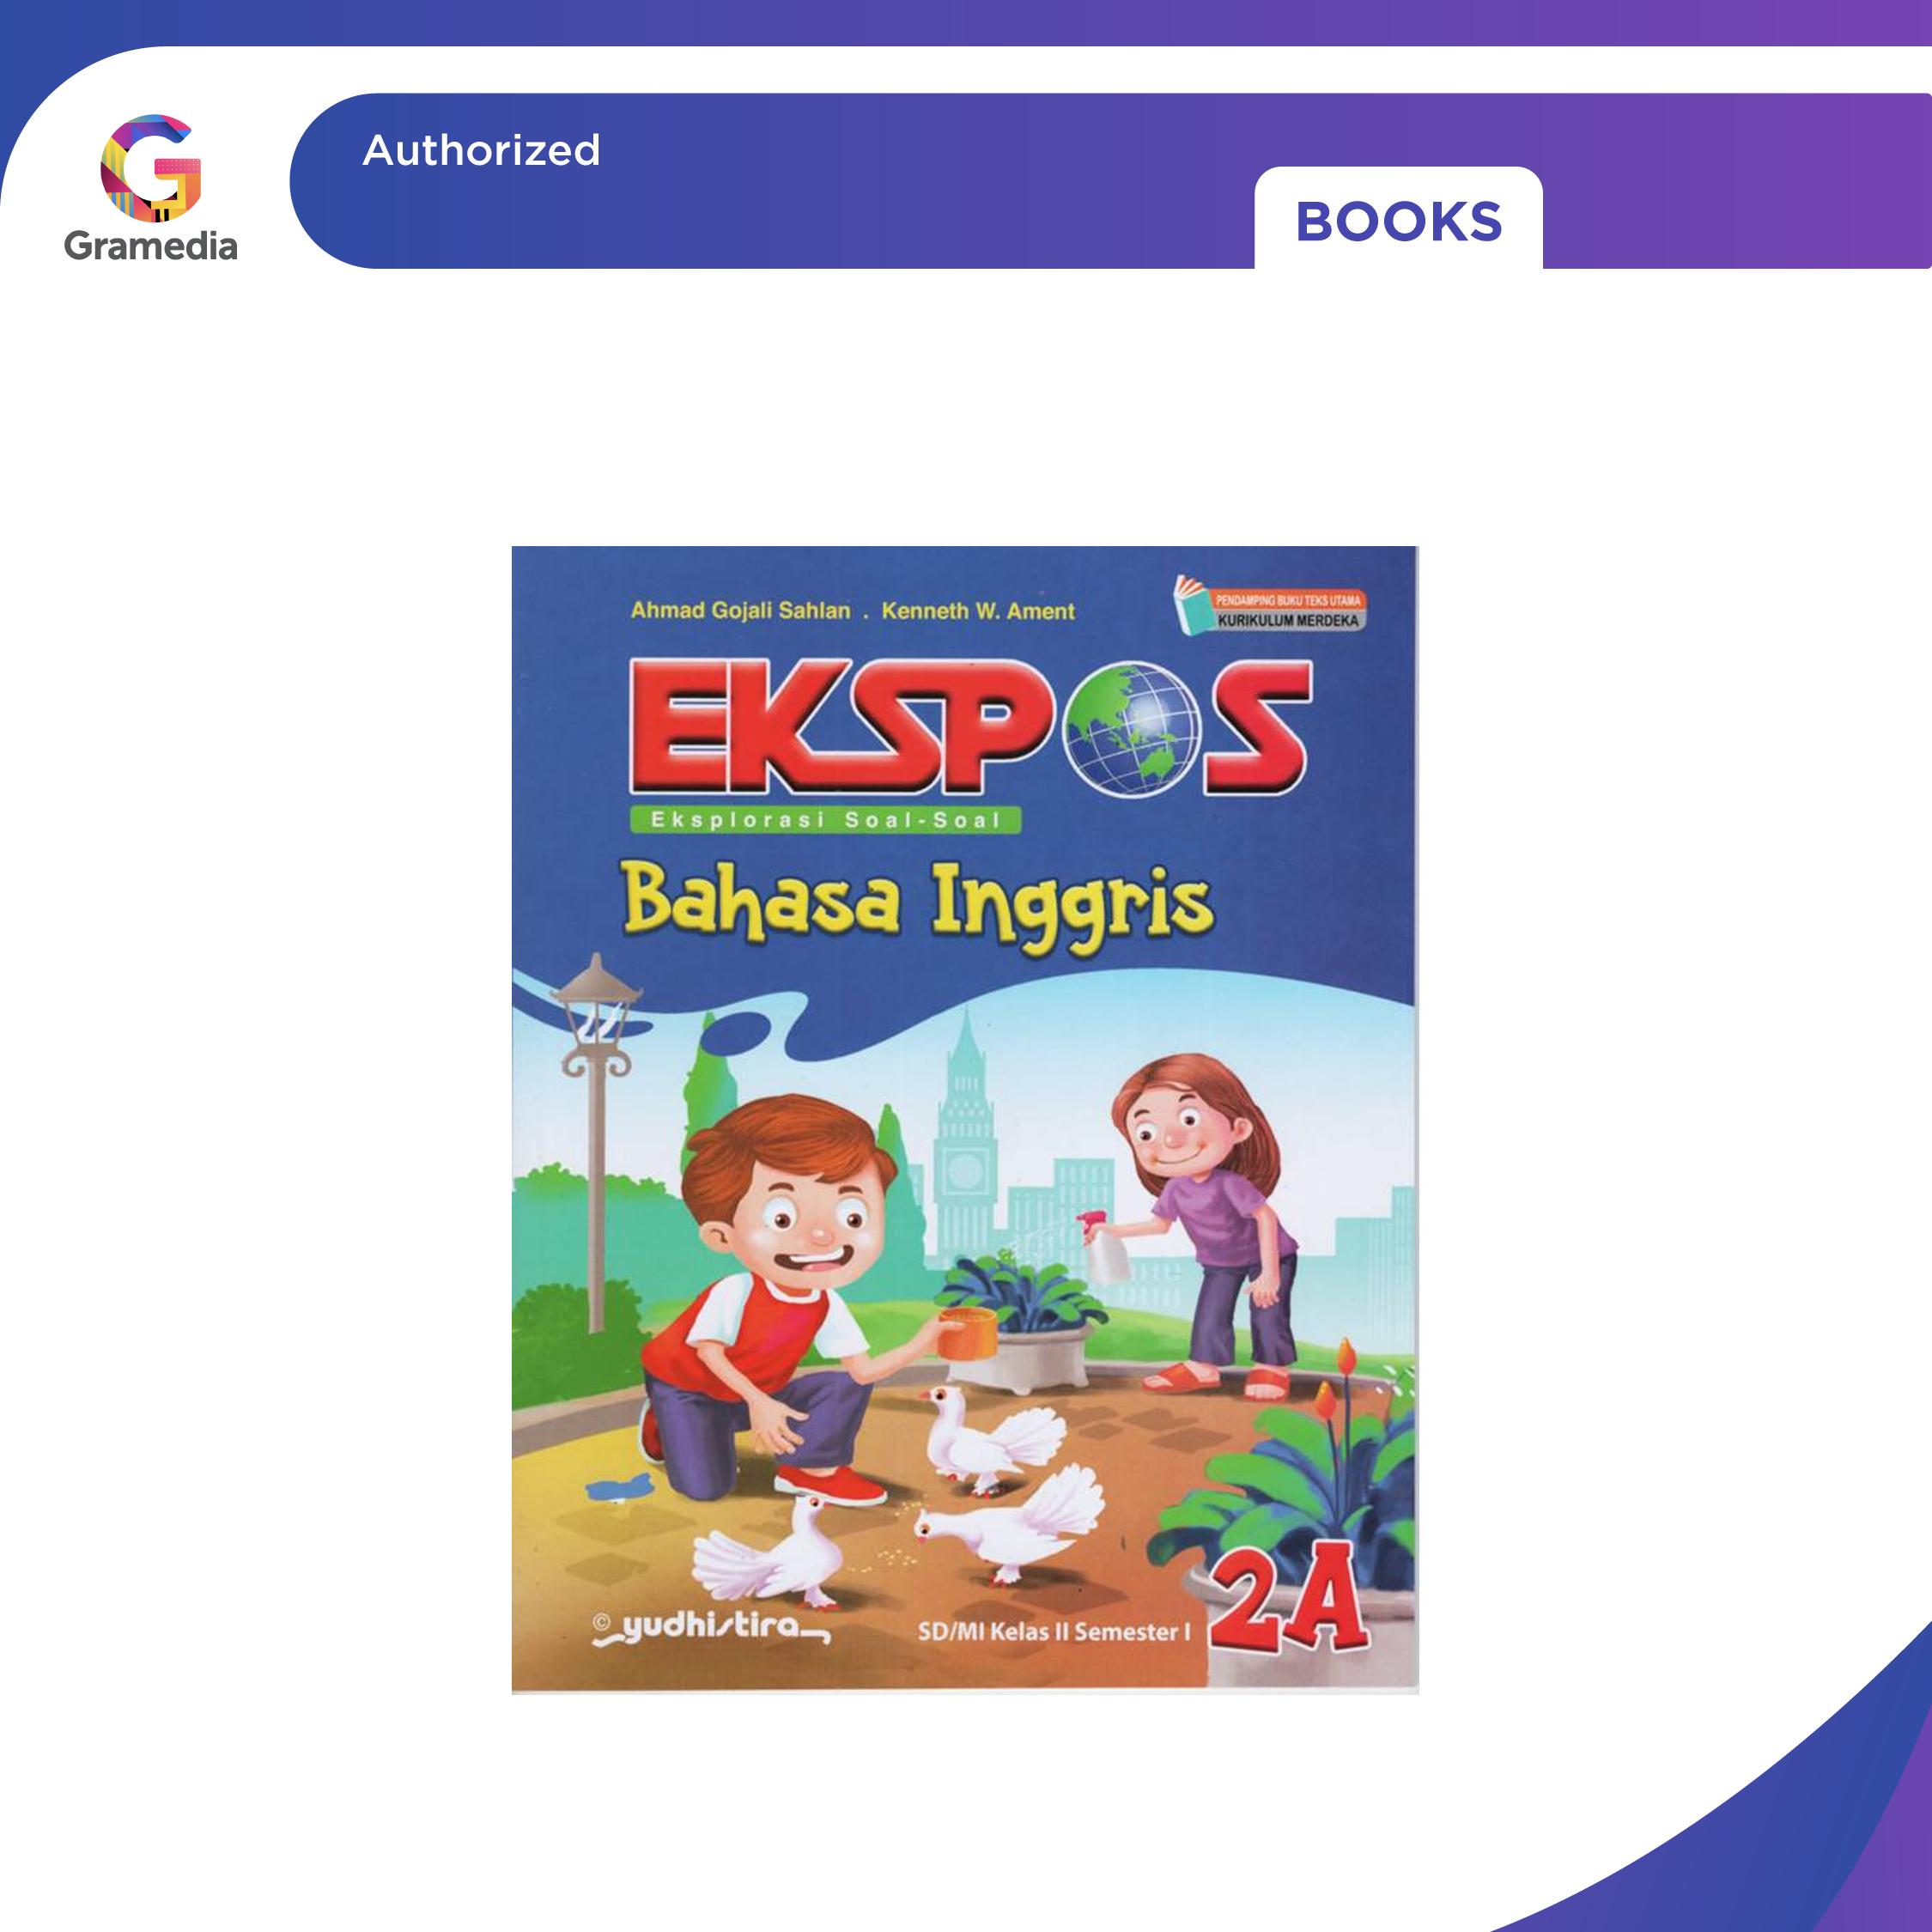 Gramedia
Authorized
BOOKS
Ahmad Gojali Sahlan . Kenneth W. Ament
PENDAMPING BUKU TEKS UTAMA
KURIKULUM MERDEKA
EKSPOS
Eksplorasi Soal-Soal
Bahasa Inggris
© yudhistira
SD/MI Kelas II Semester I
2A